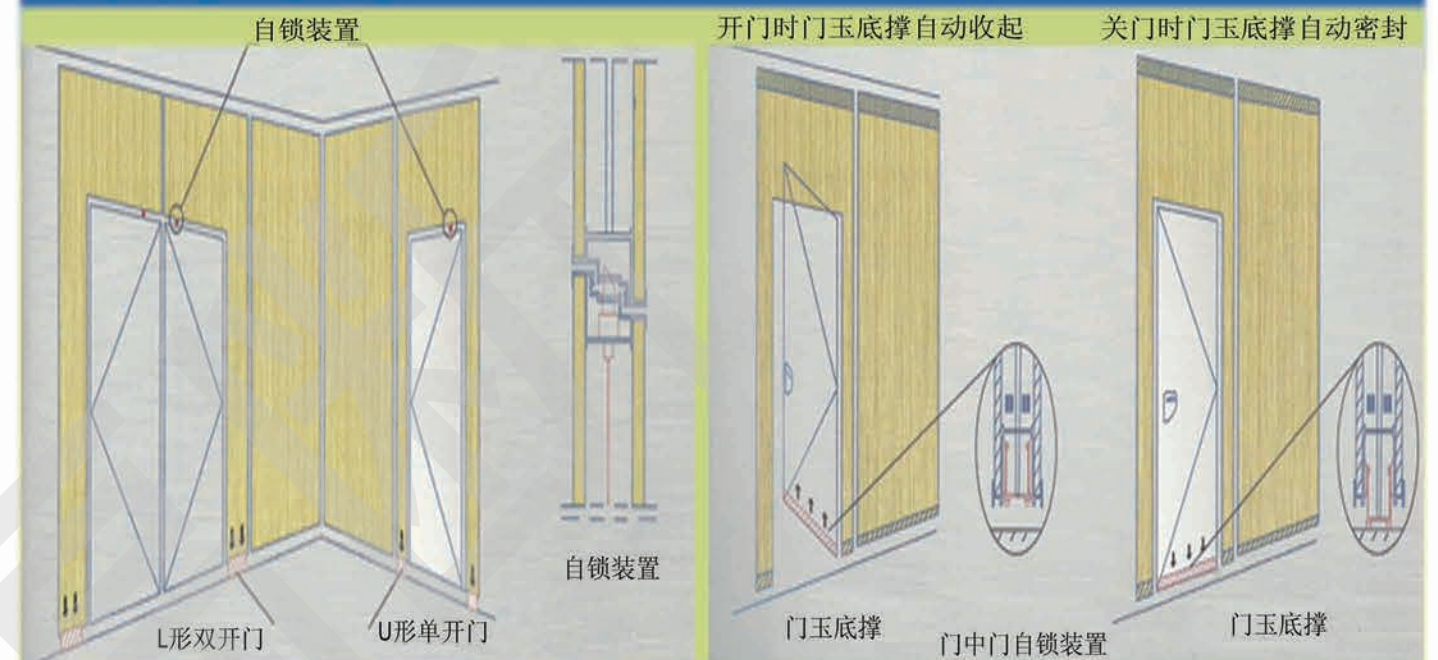 自锁装置
开门时门玉底撑自动收起
关门时门玉底撑自动密封
自锁装置
L形双开门
U形单开门
门玉底撑
门中门自锁装置
门玉底撑